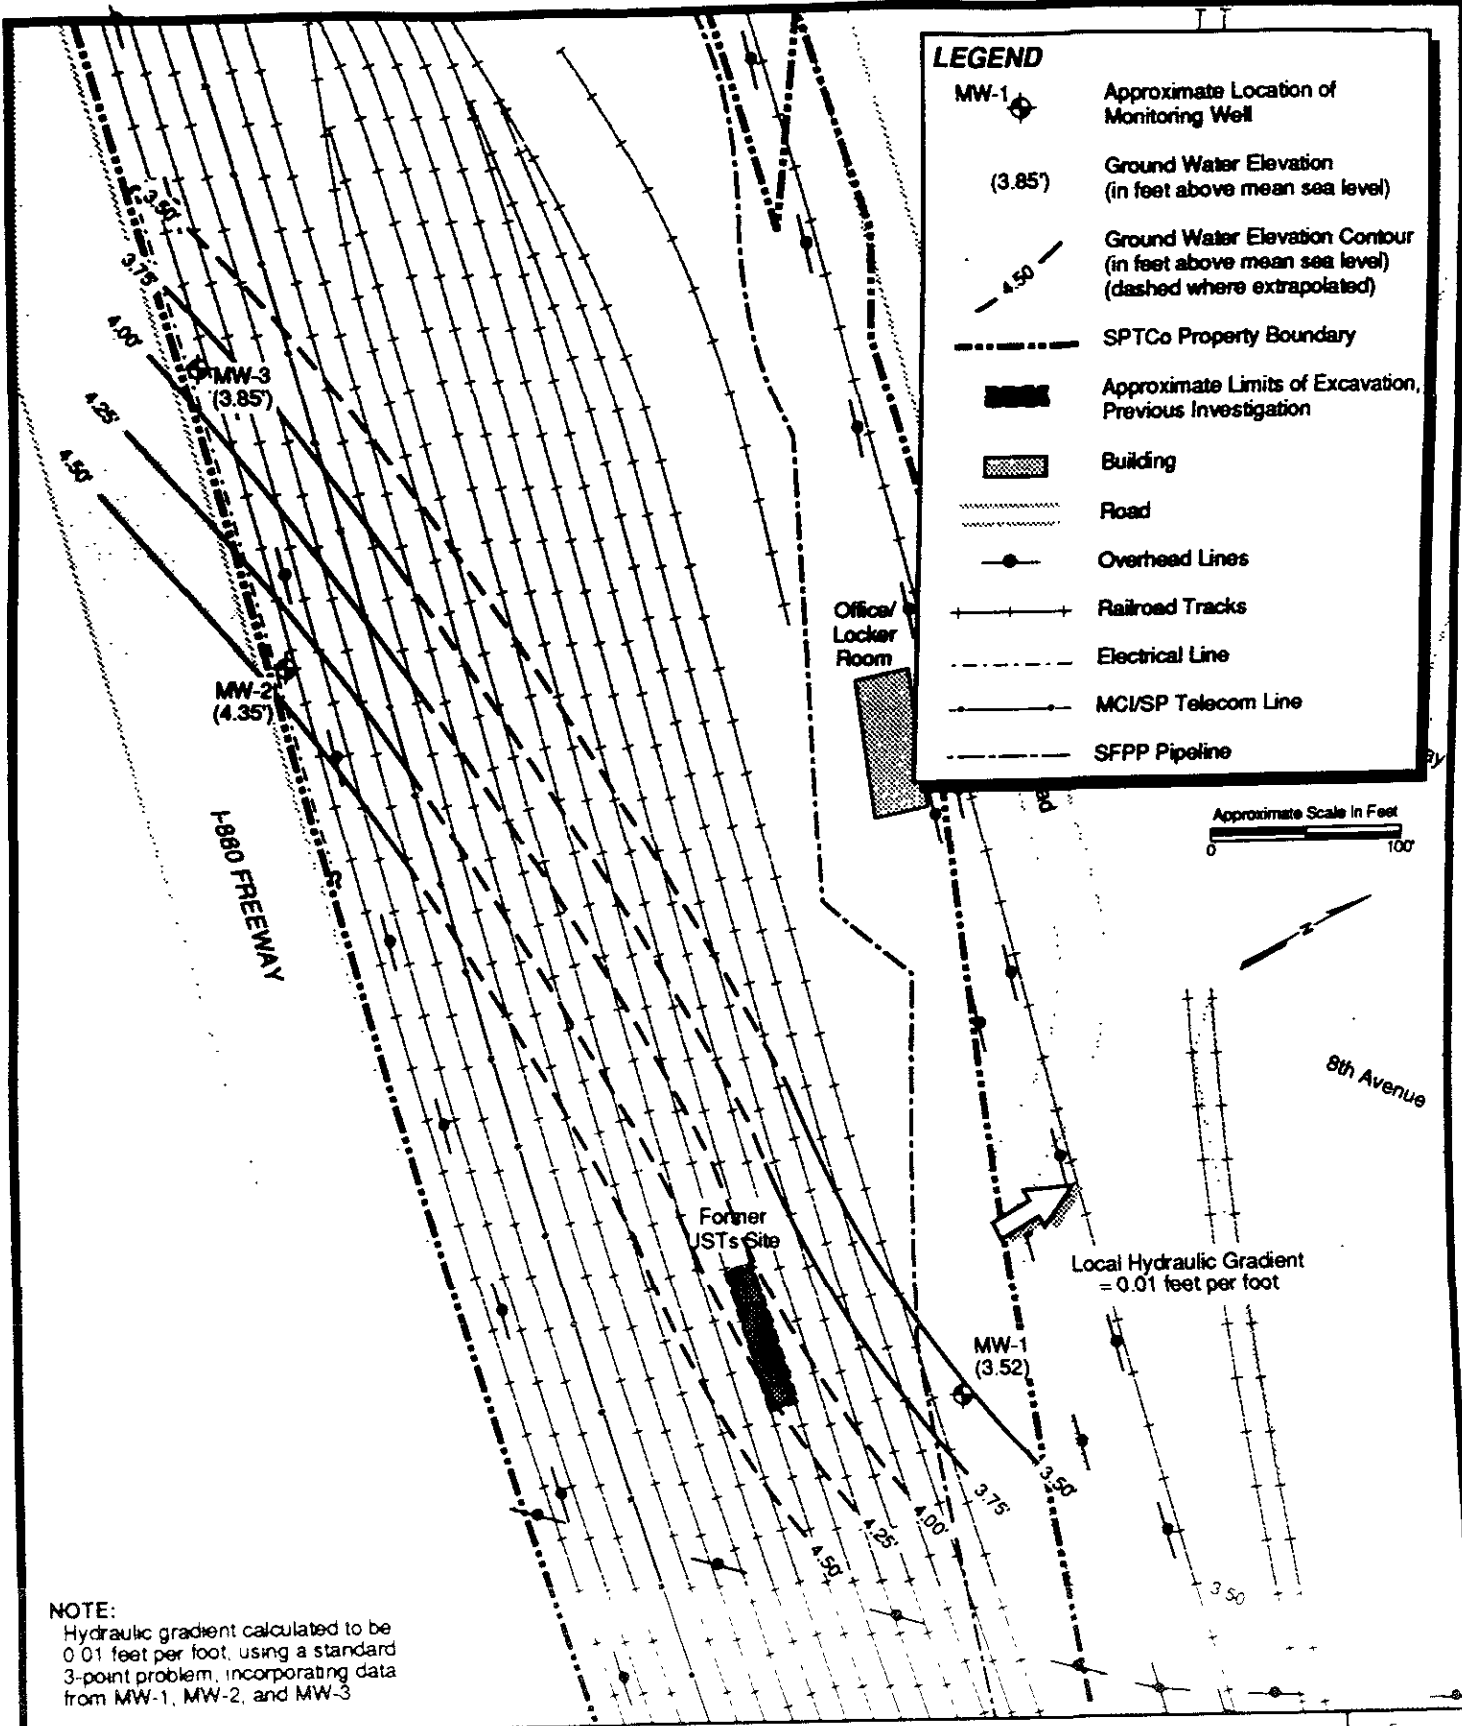 LEGEND
MW-1
Approximate Location of
Monitoring Well
(3.85')
Ground Water Elevation
(in feet above mean sea level)
4.50
Ground Water Elevation Contour
(in feet above mean sea level)
(dashed where extrapolated)
SPTCo Property Boundary
Approximate Limits of Excavation,
Previous Investigation
Building
Road
Overhead Lines
Railroad Tracks
Electrical Line
MCI/SP Telecom Line
SFPP Pipeline
3.50'
3.75'
4.00'
4.25'
4.50'
MW-3
(3.85')
MW-2
(4.35')
I-880 FREEWAY
Office/
Locker
Room
Approximate Scale In Feet
0 100'
N
8th Avenue
Former
USTs Site
Local Hydraulic Gradient
= 0.01 feet per foot
MW-1
(3.52)
3.50'
3.75'
4.00'
4.25'
4.50'
3 50
NOTE:
Hydraulic gradient calculated to be
0 01 feet per foot, using a standard
3-point problem, incorporating data
from MW-1, MW-2, and MW-3